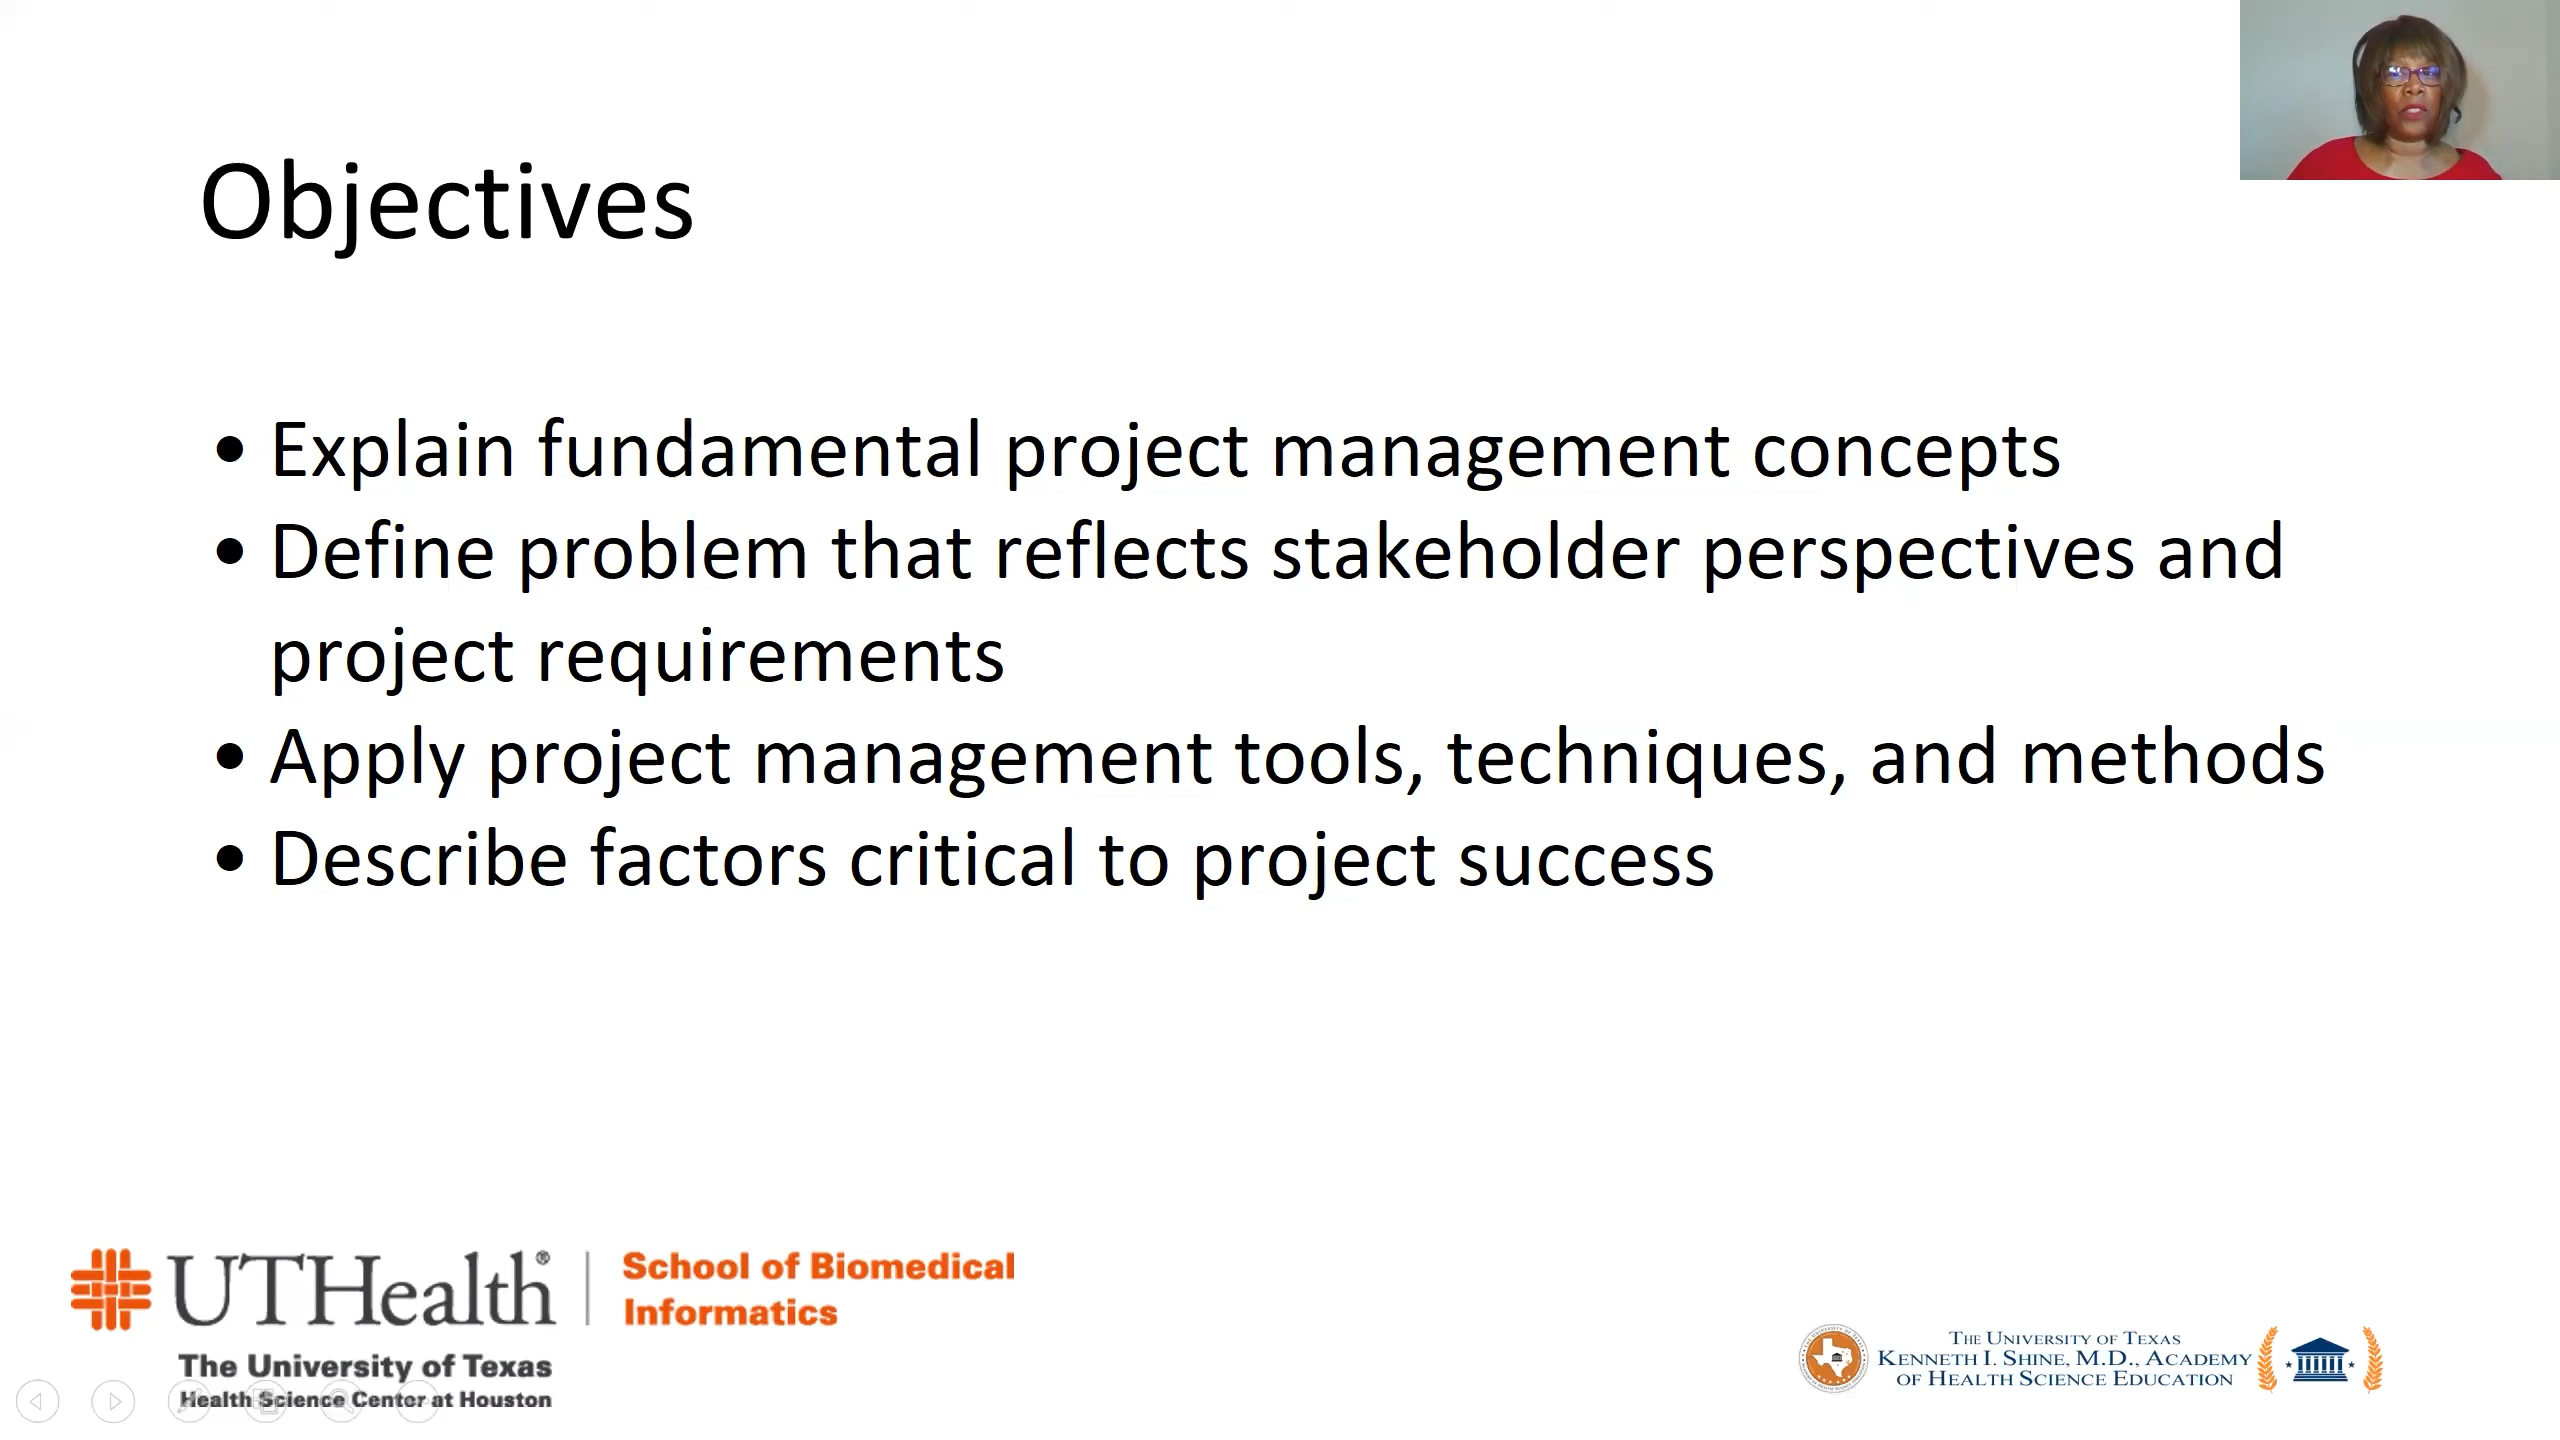 Objectives
• Explain fundamental project management concepts
• Define problem that reflects stakeholder perspectives and
project requirements
• Apply project management tools, techniques, and methods
• Describe factors critical to project success
UTHealth®
School of Biomedical
Informatics
The University of Texas
Health Science Center at Houston
THE UNIVERSITY OF TEXAS
KENNETH I. SHINE, M.D., ACADEMY
OF HEALTH SCIENCE EDUCATION